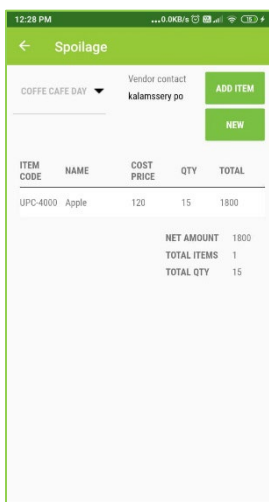 12:28 PM ...0.0KB/s
Spoilage
COFFE CAFE DAY
Vendor contact
kalamssery po
ADD ITEM
NEW
ITEM CODE NAME COST PRICE QTY TOTAL
UPC-4000 Apple 120 15 1800
NET AMOUNT 1800
TOTAL ITEMS 1
TOTAL QTY 15